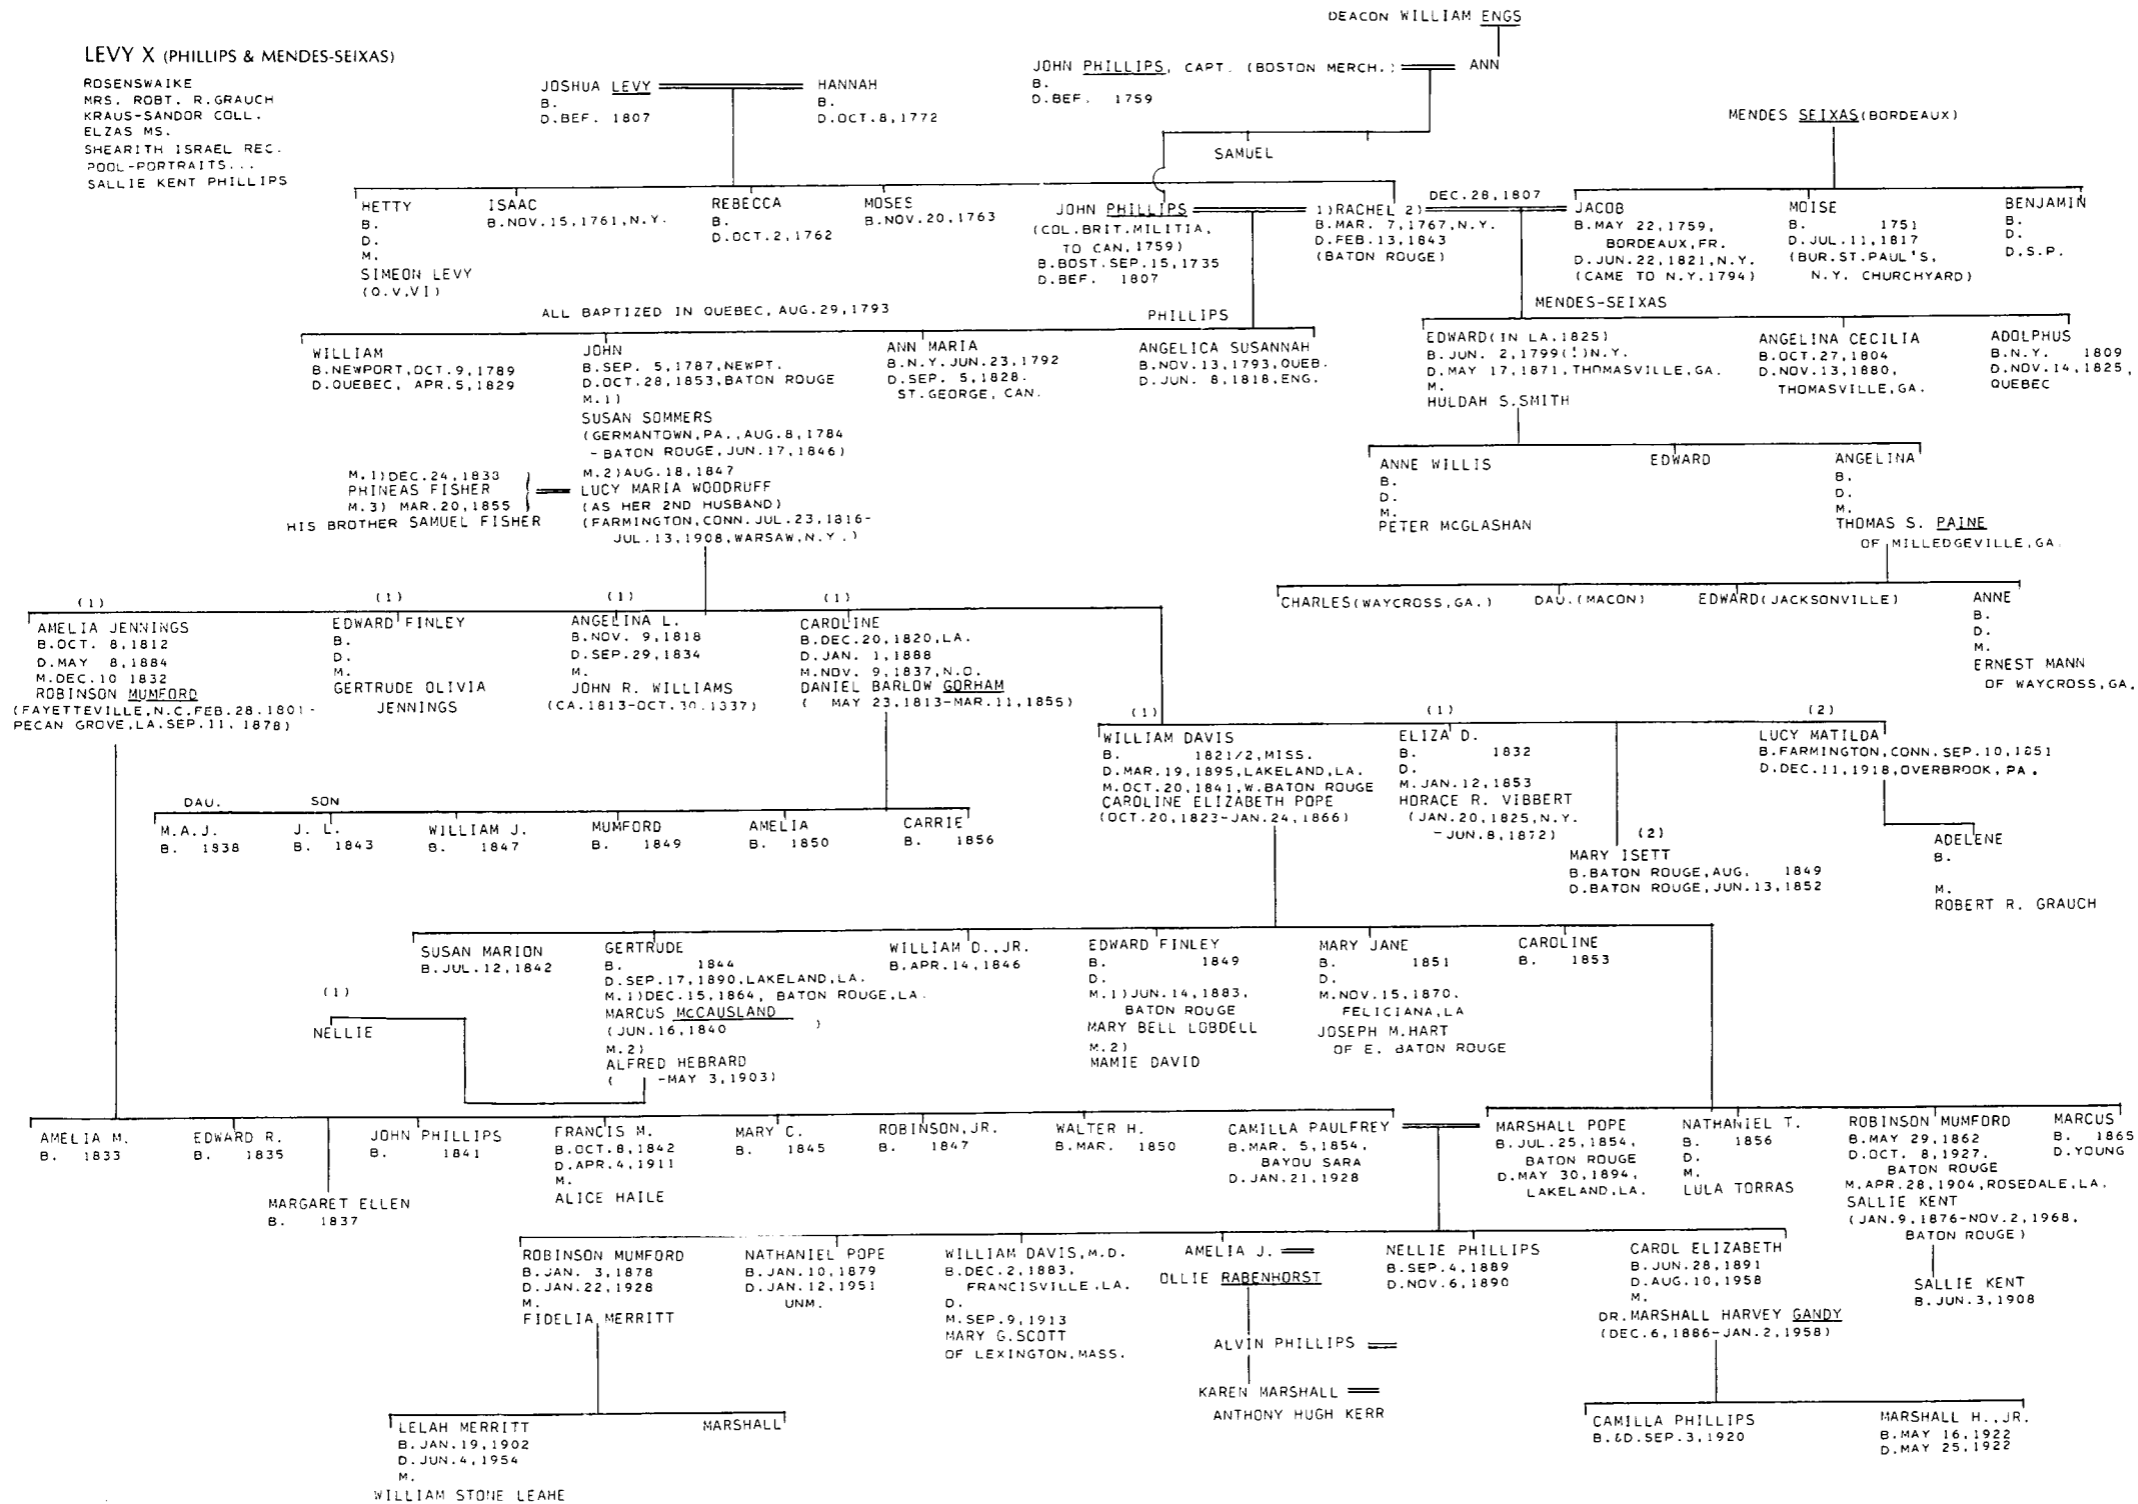 DEACON WILLIAM ENGS
LEVY X (PHILLIPS & MENDES-SEIXAS)
ROSENSWAIKE
MRS. ROBT. R.GRAUCH
KRAUS-SANDOR COLL.
ELZAS MS.
SHEARITH ISRAEL REC.
POOL-PORTRAITS...
SALLIE KENT PHILLIPS
JOSHUA LEVY
B.
D.BEF. 1807
HANNAH
B.
D.OCT.8,1772
JOHN PHILLIPS, CAPT. (BOSTON MERCH.)
B.
D.BEF. 1759
ANN
SAMUEL
MENDES SEIXAS(BORDEAUX)
HETTY
B.
D.
M.
SIMEON LEVY
(Q.V,VI)
ISAAC
B.NOV.15,1761,N.Y.
REBECCA
B.
D.OCT.2,1762
MOSES
B.NOV.20,1763
JOHN PHILLIPS
(COL.BRIT.MILITIA,
TO CAN,1759)
B.BOST.SEP.15,1735
D.BEF. 1807
1)RACHEL 2)
B.MAR. 7,1767,N.Y.
D.FEB.13,1843
(BATON ROUGE)
DEC.28,1807
JACOB
B.MAY 22,1759,
BORDEAUX,FR.
D.JUN.22,1821,N.Y.
(CAME TO N.Y,1794)
MOISE
B. 1751
D.JUL.11,1817
(BUR.ST.PAUL'S,
N.Y. CHURCHYARD)
BENJAMIN
B.
D.
D.S.P.
ALL BAPTIZED IN QUEBEC, AUG.29,1793
PHILLIPS
MENDES-SEIXAS
WILLIAM
B.NEWPORT,OCT.9,1789
D.QUEBEC, APR.5,1829
JOHN
B.SEP. 5,1787,NEWPT.
D.OCT.28,1853,BATON ROUGE
M.1)
SUSAN SOMMERS
(GERMANTOWN,PA.,AUG.8,1784
-BATON ROUGE,JUN.17,1846)
M.2)AUG.18,1847
LUCY MARIA WOODRUFF
(AS HER 2ND HUSBAND)
(FARMINGTON,CONN.JUL.23,1816-
JUL.13,1908,WARSAW,N.Y.)
M.1)DEC.24,1833
PHINEAS FISHER
M.3) MAR.20,1855
HIS BROTHER SAMUEL FISHER
ANN MARIA
B.N.Y.JUN.23,1792
D.SEP. 5,1828.
ST.GEORGE, CAN.
ANGELICA SUSANNAH
B.NOV.13,1793,QUEB.
D.JUN. 8,1818,ENG.
EDWARD(IN LA,1825)
B.JUN. 2,1799(!)N.Y.
D.MAY 17,1871,THOMASVILLE,GA.
M.
HULDAH S.SMITH
ANGELINA CECILIA
B.OCT.27,1804
D.NOV.13,1880,
THOMASVILLE,GA.
ADOLPHUS
B.N.Y. 1809
D.NOV.14,1825,
QUEBEC
ANNE WILLIS
B.
D.
M.
PETER MCGLASHAN
EDWARD
ANGELINA
B.
D.
M.
THOMAS S. PAINE
OF MILLEDGEVILLE,GA.
CHARLES(WAYCROSS,GA.)
DAU.(MACON)
EDWARD(JACKSONVILLE)
ANNE
B.
D.
M.
ERNEST MANN
OF WAYCROSS,GA.
(1)
AMELIA JENNINGS
B.OCT. 8,1812
D.MAY 8,1884
M.DEC.10 1832
ROBINSON MUMFORD
(FAYETTEVILLE,N.C,FEB.28.1801-
PECAN GROVE,LA.SEP.11,1878)
(1)
EDWARD FINLEY
B.
D.
M.
GERTRUDE OLIVIA
JENNINGS
(1)
ANGELINA L.
B.NOV. 9,1818
D.SEP.29,1834
M.
JOHN R. WILLIAMS
(CA.1813-OCT.30.1837)
(1)
CAROLINE
B.DEC.20,1820,LA.
D.JAN. 1,1888
M.NOV. 9,1837,N.O.
DANIEL BARLOW GORHAM
( MAY 23,1813-MAR.11,1855)
(1)
WILLIAM DAVIS
B. 1821/2,MISS.
D.MAR.19,1895,LAKELAND,LA.
M.OCT.20,1841,W.BATON ROUGE
CAROLINE ELIZABETH POPE
(OCT.20,1823-JAN.24,1866)
(1)
ELIZA D.
B. 1832
D.
M.JAN.12,1853
HORACE R. VIBBERT
(JAN.20,1825,N.Y.
-JUN.8,1872)
(2)
MARY ISETT
B.BATON ROUGE,AUG. 1849
D.BATON ROUGE,JUN.13,1852
(2)
LUCY MATILDA
B.FARMINGTON,CONN.SEP.10,1851
D.DEC.11,1918,OVERBROOK,PA.
ADELENE
B.
M.
ROBERT R. GRAUCH
DAU.
M.A.J.
B. 1838
SON
J. L.
B. 1843
WILLIAM J.
B. 1847
MUMFORD
B. 1849
AMELIA
B. 1850
CARRIE
B. 1856
SUSAN MARION
B.JUL.12,1842
GERTRUDE
B. 1844
D.SEP.17,1890,LAKELAND,LA.
M.1)DEC.15,1864, BATON ROUGE,LA.
MARCUS MCCAUSLAND
(JUN.16,1840 )
M.2)
ALFRED HEBRARD
( -MAY 3,1903)
WILLIAM D.,JR.
B.APR.14,1846
EDWARD FINLEY
B. 1849
D.
M.1)JUN.14,1883,
BATON ROUGE
MARY BELL LOBDELL
M.2)
MAMIE DAVID
MARY JANE
B. 1851
D.
M.NOV.15,1870.
FELICIANA,LA
JOSEPH M.HART
OF E. BATON ROUGE
CAROLINE
B. 1853
(1)
NELLIE
AMELIA M.
B. 1833
EDWARD R.
B. 1835
MARGARET ELLEN
B. 1837
JOHN PHILLIPS
B. 1841
FRANCIS M.
B.OCT.8,1842
D.APR.4,1911
M.
ALICE HAILE
MARY C.
B. 1845
ROBINSON,JR.
B. 1847
WALTER H.
B.MAR. 1850
CAMILLA PAULFREY
B.MAR. 5,1854,
BAYOU SARA
D.JAN.21,1928
MARSHALL POPE
B.JUL.25,1854,
BATON ROUGE
D.MAY 30,1894,
LAKELAND,LA.
NATHANIEL T.
B. 1856
D.
M.
LULA TORRAS
ROBINSON MUMFORD
B.MAY 29,1862
D.OCT. 8,1927.
BATON ROUGE
M.APR.28,1904,ROSEDALE,LA.
SALLIE KENT
(JAN.9,1876-NOV.2,1968,
BATON ROUGE)
MARCUS
B. 1865
D.YOUNG
SALLIE KENT
B.JUN.3,1908
ROBINSON MUMFORD
B.JAN. 3,1878
D.JAN.22,1928
M.
FIDELIA MERRITT
NATHANIEL POPE
B.JAN.10,1879
D.JAN.12,1951
UNM.
WILLIAM DAVIS,M.D.
B.DEC.2,1883.
FRANCISVILLE,LA.
D.
M.SEP.9,1913
MARY G.SCOTT
OF LEXINGTON,MASS.
AMELIA J.
OLLIE RABENHORST
ALVIN PHILLIPS
KAREN MARSHALL
ANTHONY HUGH KERR
NELLIE PHILLIPS
B.SEP.4,1889
D.NOV.6,1890
CAROL ELIZABETH
B.JUN.28,1891
D.AUG.10,1958
M.
DR.MARSHALL HARVEY GANDY
(DEC.6,1886-JAN.2,1958)
LELAH MERRITT
B.JAN.19,1902
D.JUN.4,1954
M.
WILLIAM STONE LEAHE
MARSHALL
CAMILLA PHILLIPS
B.&D.SEP.3,1920
MARSHALL H.,JR.
B.MAY 16,1922
D.MAY 25,1922